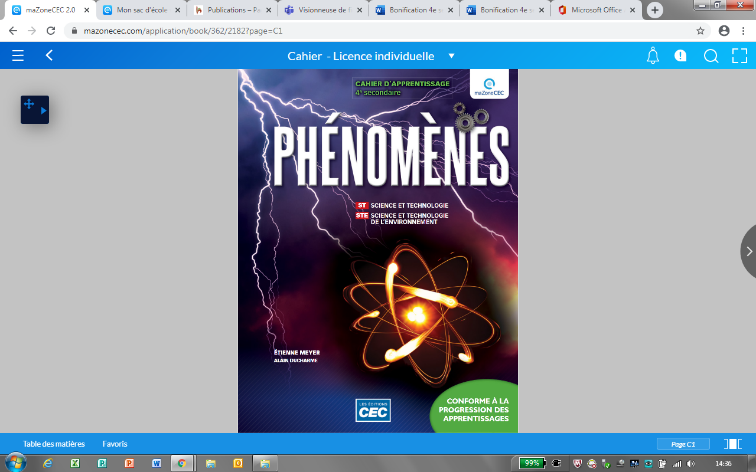 maZoneCEC 2.0
Mon sac d'école
Publications – Pa
Visionneuse de
Bonification 4e s
Bonification 4e s
Microsoft Office
mazonecec.com/application/book/362/2182?page=C1
Cahier - Licence individuelle
CAHIER D'APPRENTISSAGE
4e secondaire
maZoneCEC
PHÉNOMÈNES
ST SCIENCE ET TECHNOLOGIE
STE SCIENCE ET TECHNOLOGIE
DE L'ENVIRONNEMENT
ÉTIENNE MEYER
ALAIN DUCHARME
LES ÉDITIONS
CEC
CONFORME À LA
PROGRESSION DES
APPRENTISSAGES
Table des matières
Favoris
Page C1
99%
14:36